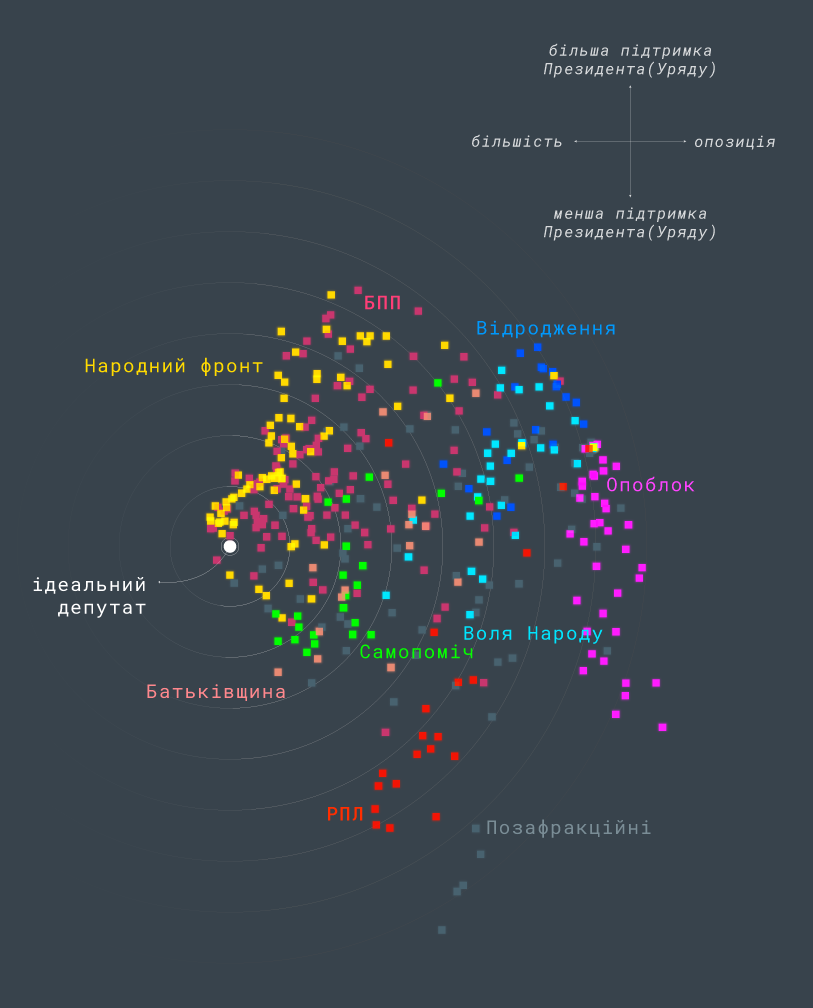 більша підтримка
Президента(Уряду)
більшість
опозиція
менша підтримка
Президента(Уряду)
БПП
Відродження
Народний фронт
Опоблок
ідеальний
депутат
Воля Народу
Самопоміч
Батьківщина
РПЛ
Позафракційні